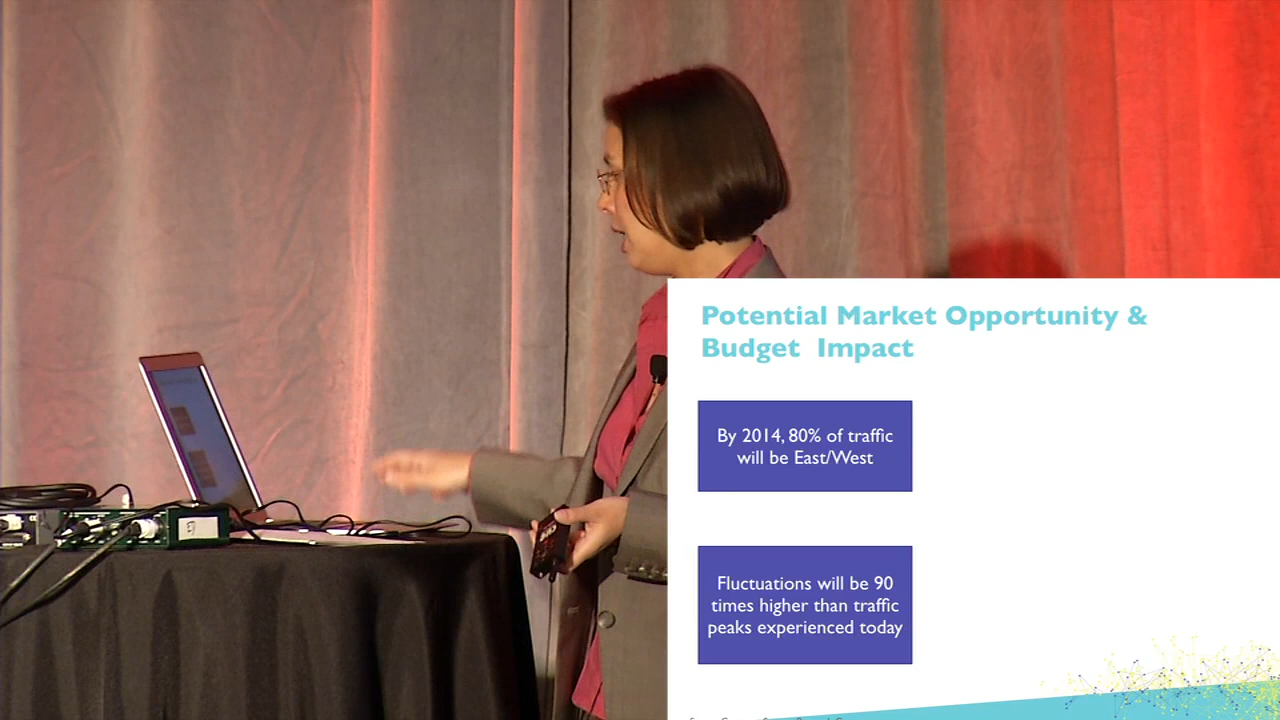 Potential Market Opportunity &
Budget  Impact
By 2014, 80% of traffic
will be East/West
Fluctuations will be 90
times higher than traffic
peaks experienced today